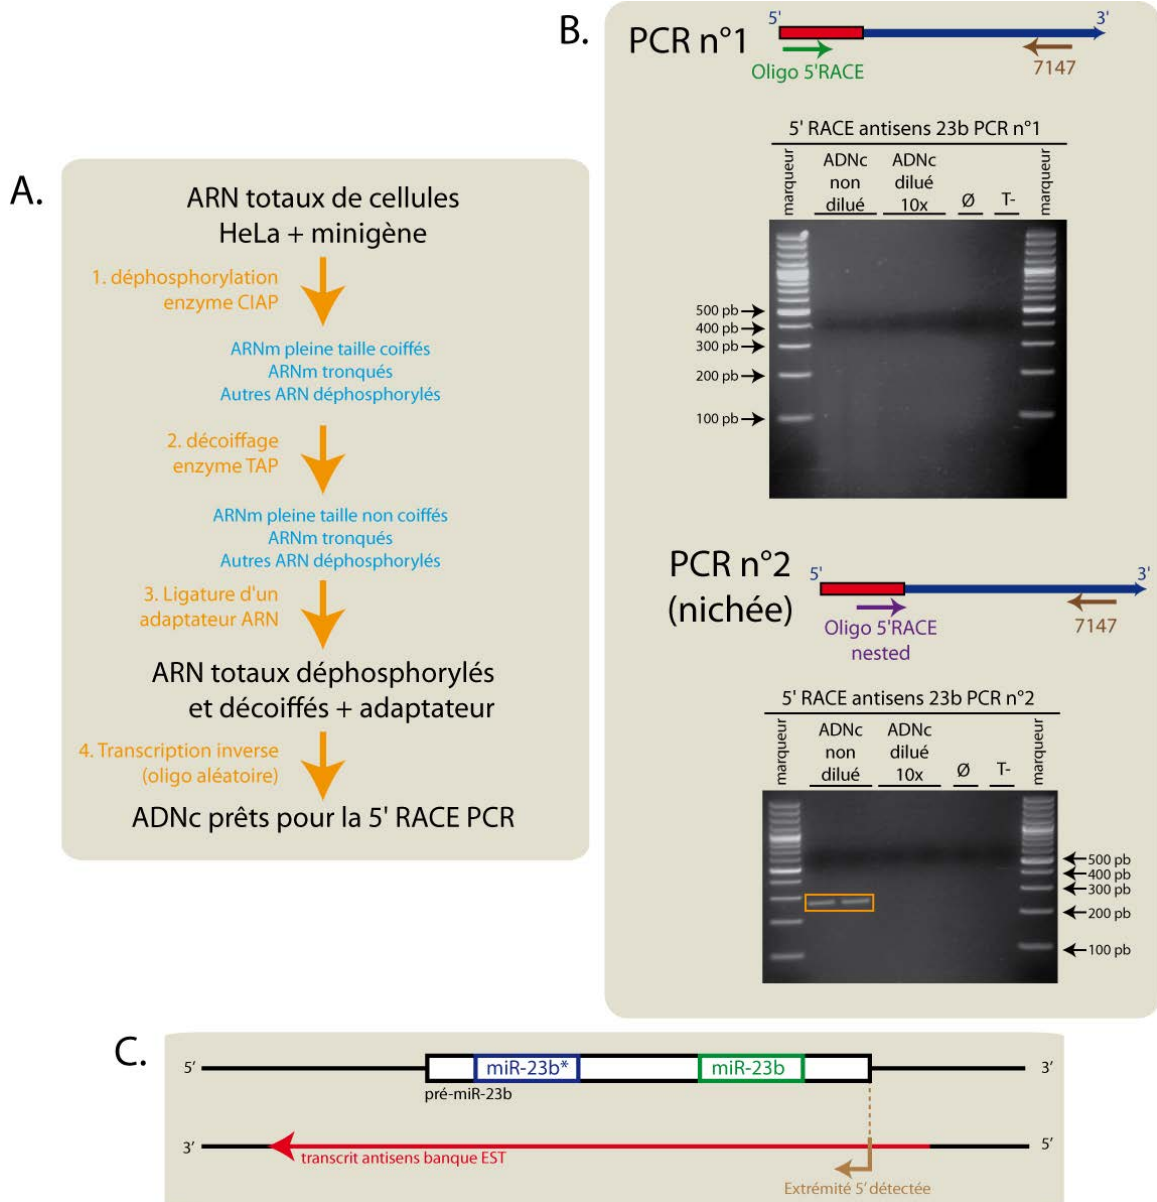 A.
ARN totaux de cellules
HeLa + minigène
1. déphosphorylation
enzyme CIAP
ARNm pleine taille coiffés
ARNm tronqués
Autres ARN déphosphorylés
2. décoiffage
enzyme TAP
ARNm pleine taille non coiffés
ARNm tronqués
Autres ARN déphosphorylés
3. Ligature d'un
adaptateur ARN
ARN totaux déphosphorylés
et décoiffés + adaptateur
4. Transcription inverse
(oligo aléatoire)
ADNc prêts pour la 5' RACE PCR
B.
PCR n°1
5'
3'
Oligo 5'RACE
7147
5' RACE antisens 23b PCR n°1
marqueur
ADNc
non
dilué
ADNc
dilué
10x
Ø
T-
marqueur
500 pb
400 pb
300 pb
200 pb
100 pb
PCR n°2
(nichée)
5'
3'
Oligo 5'RACE
nested
7147
5' RACE antisens 23b PCR n°2
marqueur
ADNc
non
dilué
ADNc
dilué
10x
Ø
T-
marqueur
500 pb
400 pb
300 pb
200 pb
100 pb
C.
5'
miR-23b*
miR-23b
3'
pré-miR-23b
3'
5'
transcrit antisens banque EST
Extrémité 5' détectée